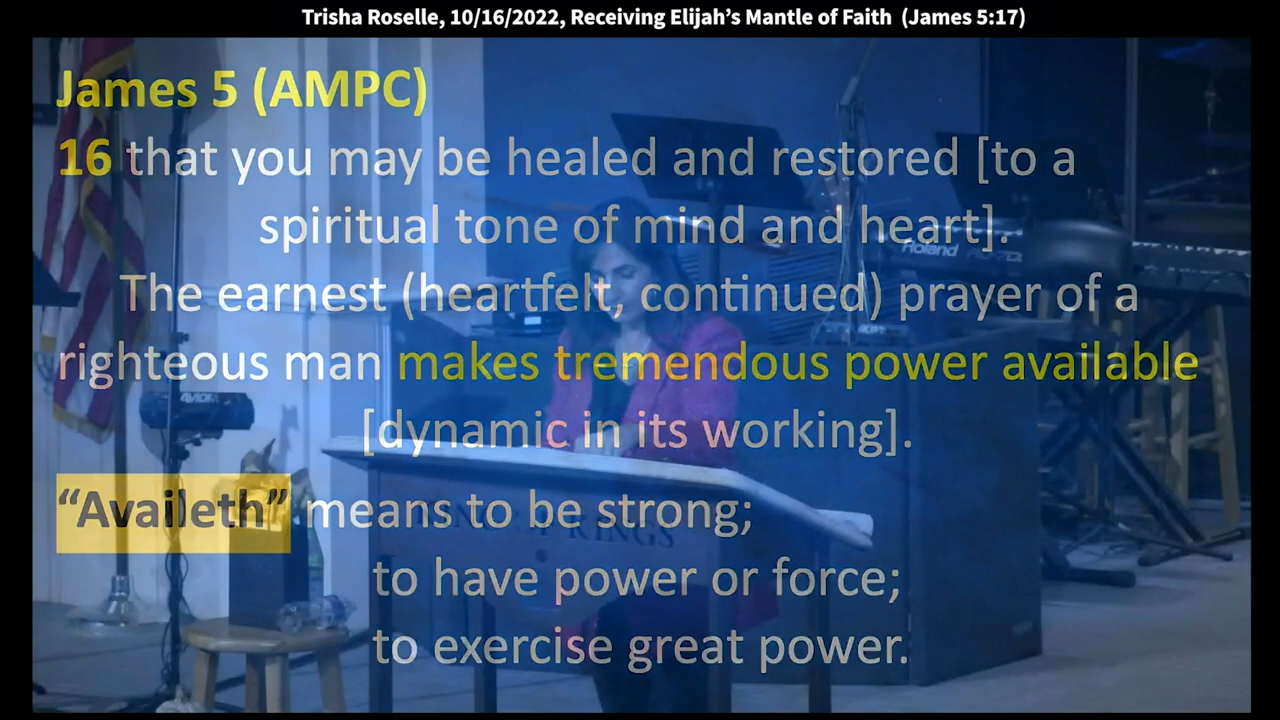 Trisha Roselle, 10/16/2022, Receiving Elijah’s Mantle of Faith (James 5:17)
James 5 (AMPC)
16 that you may be healed and restored [to a
spiritual tone of mind and heart].
The earnest (heartfelt, continued) prayer of a
righteous man makes tremendous power available
[dynamic in its working].
“Availeth” means to be strong;
to have power or force;
to exercise great power.
Roland
AVIOM
KINGS